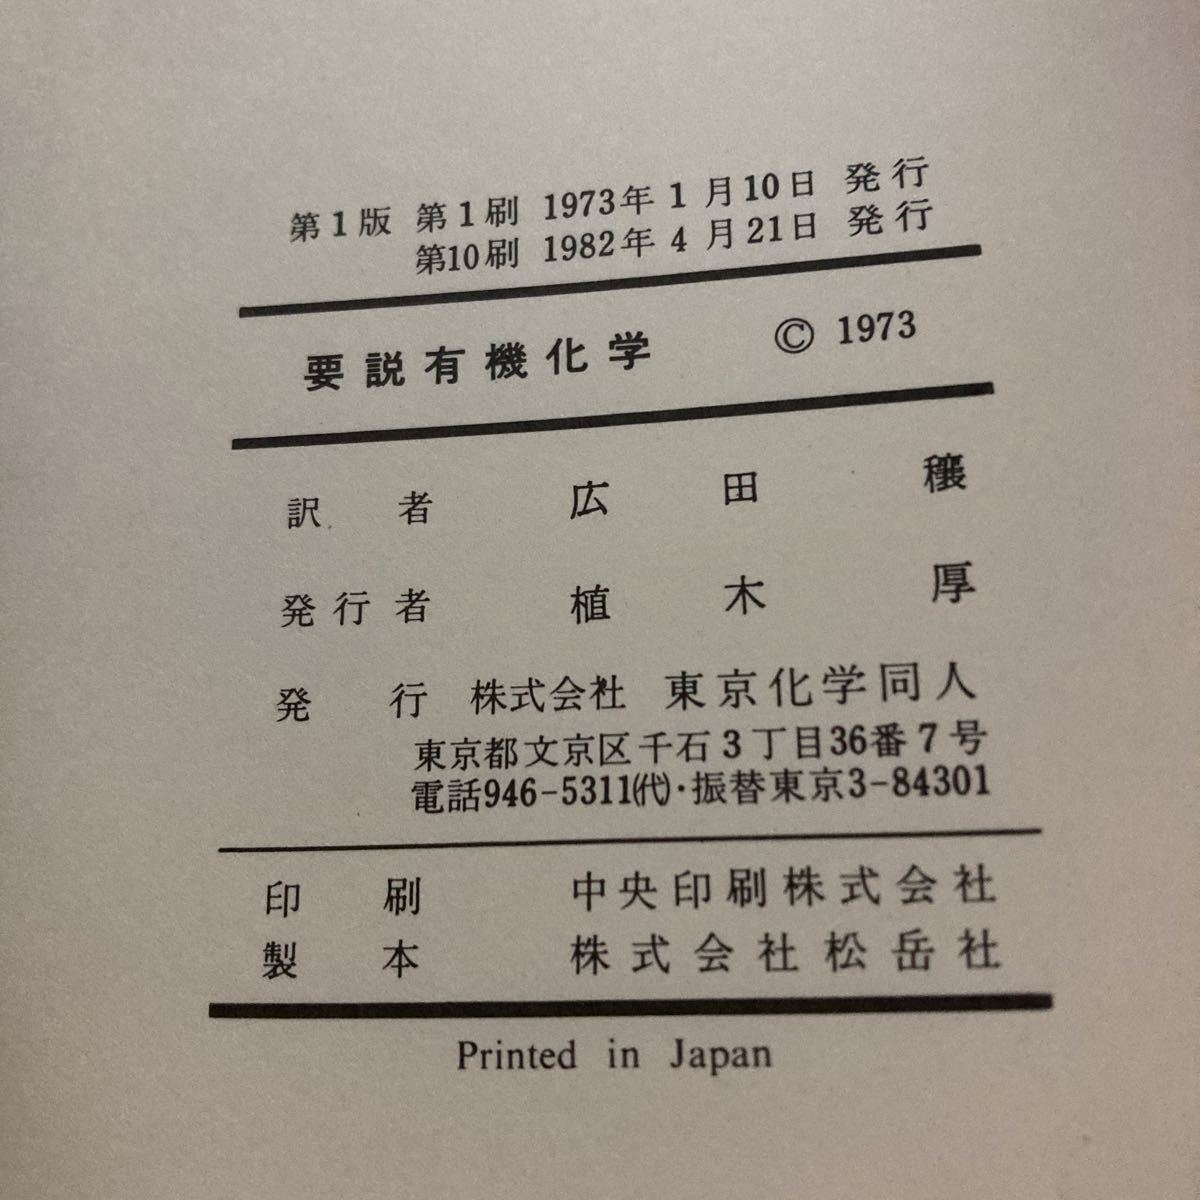 第1版 第1刷 1973年1月10日 発行
第10刷 1982年4月21日 発行
要説有機化学 © 1973
訳者 広田穰
発行者 植木厚
発行 株式会社 東京化学同人
東京都文京区千石3丁目36番7号
電話946-5311(代)・振替東京3-84301
印刷 中央印刷株式会社
製本 株式会社松岳社
Printed in Japan